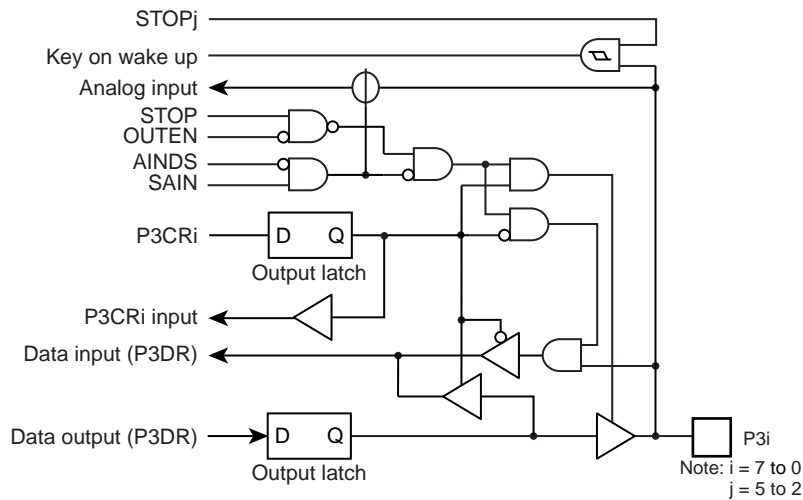 STOPj
Key on wake up
Analog input
STOP
OUTEN
AINDS
SAIN
P3CRi
D Q
Output latch
P3CRi input
Data input (P3DR)
Data output (P3DR)
D Q
Output latch
P3i
Note: i = 7 to 0
j = 5 to 2